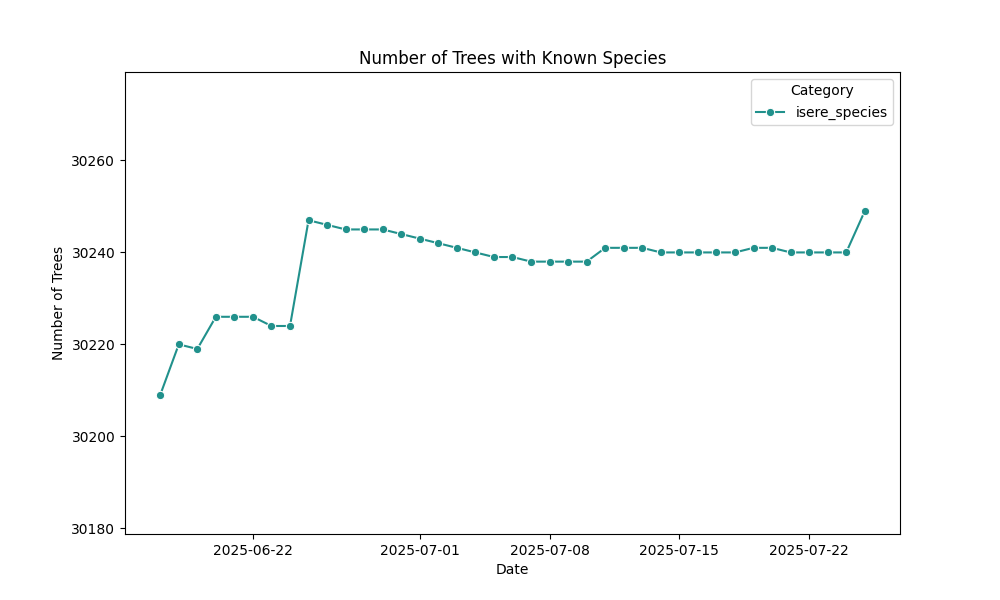 Number of Trees with Known Species
Category
isere_species
Number of Trees
30260
30240
30220
30200
30180
2025-06-22
2025-07-01
2025-07-08
2025-07-15
2025-07-22
Date